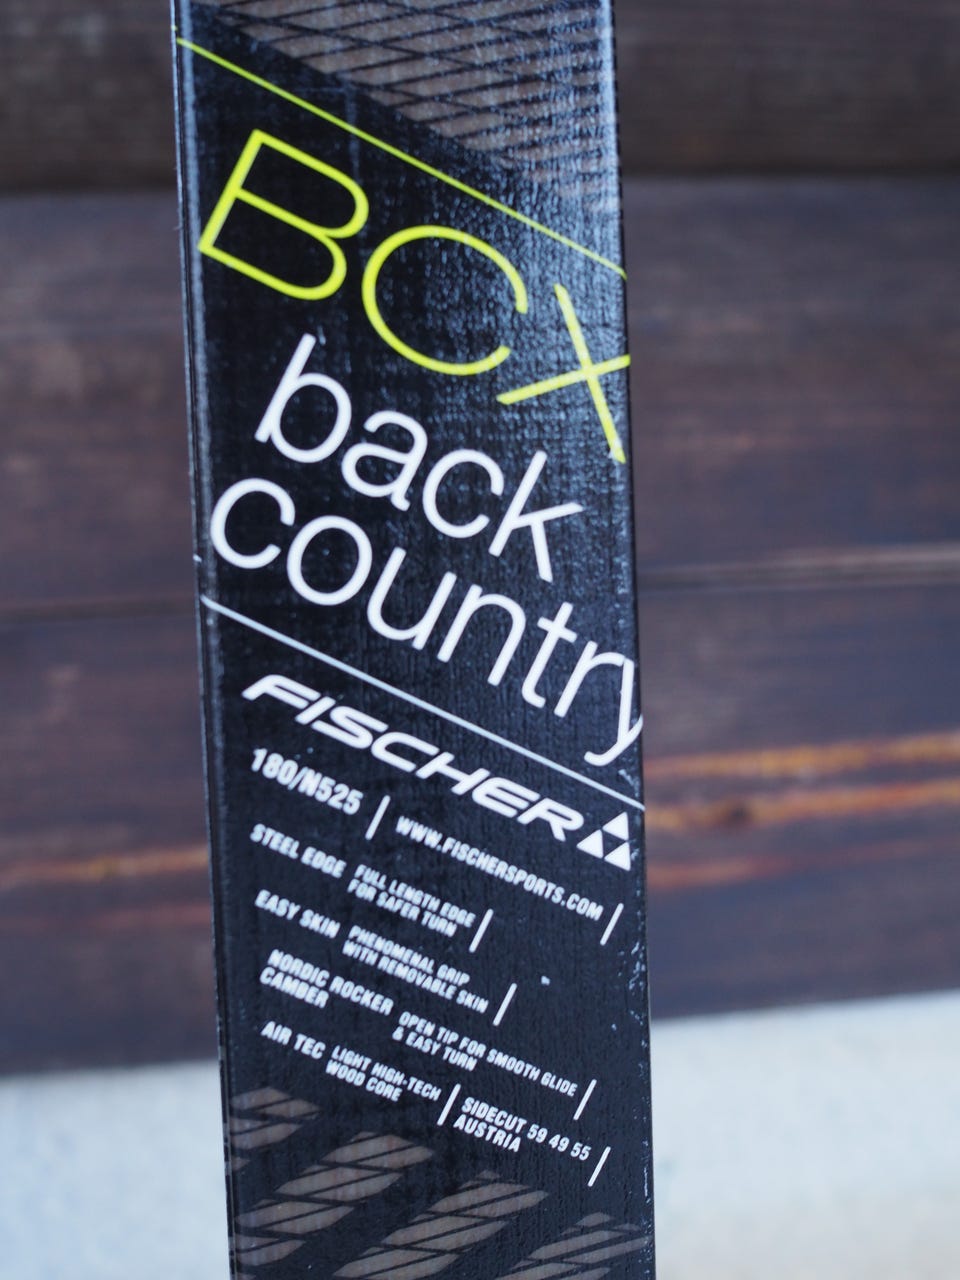 BCX
back
country
FISCHER
180/N525 | WWW.FISCHERSPORTS.COM |
STEEL EDGE FULL LENGTH EDGE
FOR SAFER TURN |
EASY SKIN PHENOMENAL GRIP
WITH REMOVABLE SKIN |
NORDIC ROCKER
CAMBER
OPEN TIP FOR SMOOTH GLIDE
& EASY TURN |
AIR TEC LIGHT HIGH-TECH
WOOD CORE |
SIDECUT 59 49 55
AUSTRIA |